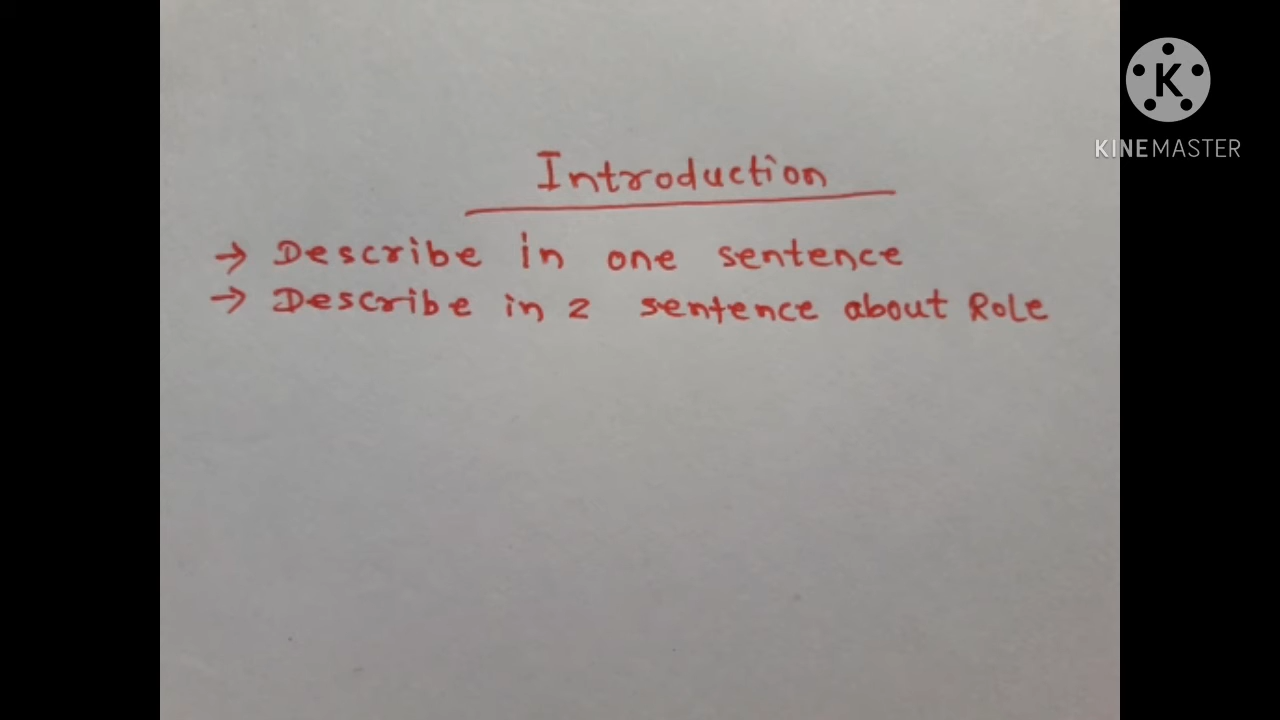 Introduction
→ Describe in one sentence
→ Describe in 2 sentence about Role
K
KINEMASTER